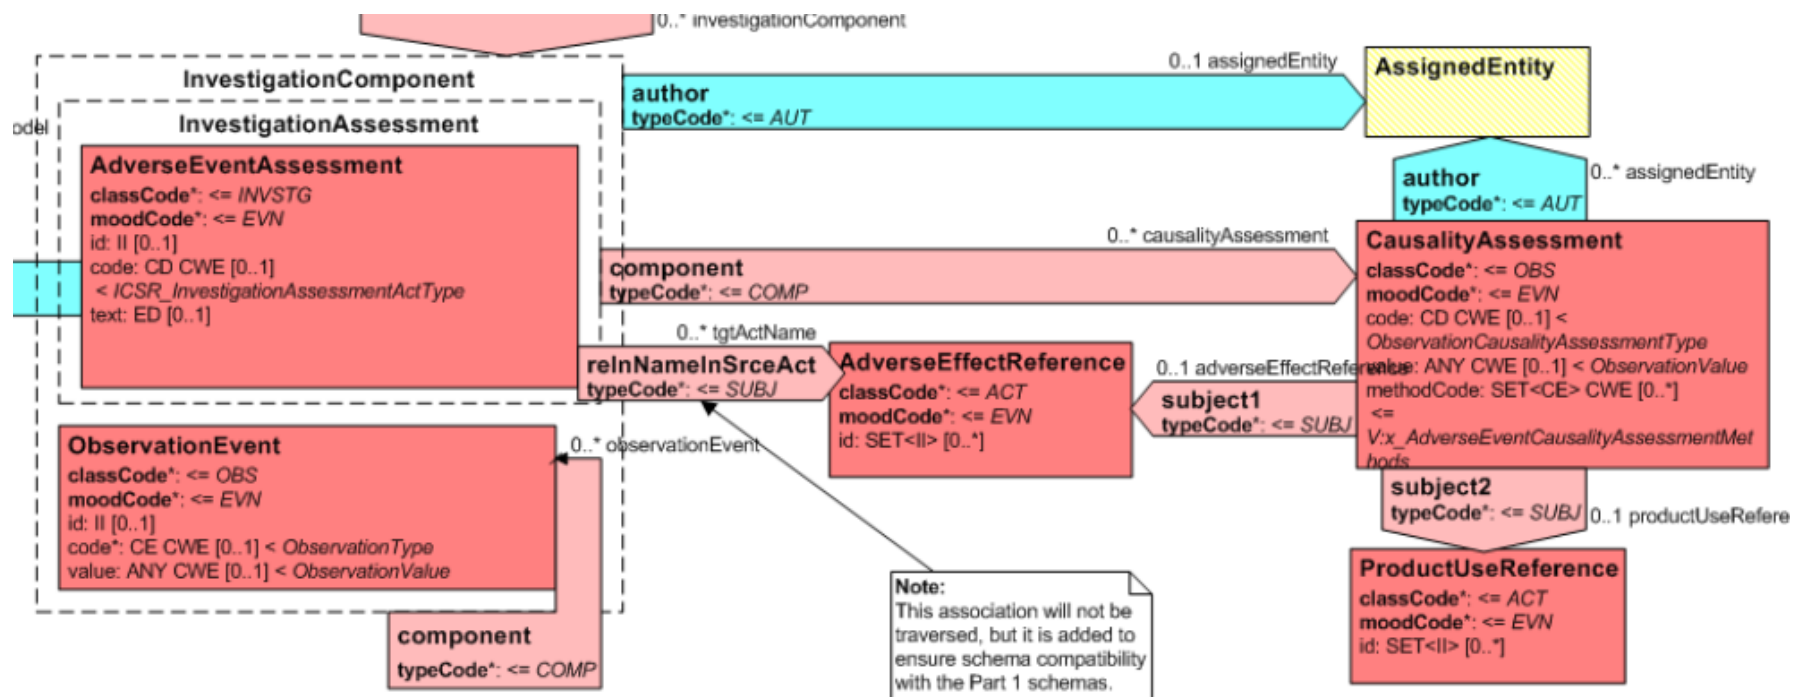 0..* investigationComponent
InvestigationComponent
InvestigationAssessment
odel
AdverseEventAssessment
classCode*: <= INVSTG
moodCode*: <= EVN
id: II [0..1]
code: CD CWE [0..1]
< ICSR_InvestigationAssessmentActType
text: ED [0..1]
0..1 assignedEntity
author
typeCode*: <= AUT
AssignedEntity
author
typeCode*: <= AUT
0..* assignedEntity
0..* causalityAssessment
component
typeCode*: <= COMP
CausalityAssessment
classCode*: <= OBS
moodCode*: <= EVN
code: CD CWE [0..1] <
ObservationCausalityAssessmentType
value: ANY CWE [0..1] < ObservationValue
methodCode: SET<CE> CWE [0..*]
<=
V:x_AdverseEventCausalityAssessmentMet
hods
0..* tgtActName
relnNameInSrceAct
typeCode*: <= SUBJ
AdverseEffectReference
classCode*: <= ACT
moodCode*: <= EVN
id: SET<II> [0..*]
0..1 adverseEffectReference
subject1
typeCode*: <= SUBJ
ObservationEvent
classCode*: <= OBS
moodCode*: <= EVN
id: II [0..1]
code*: CE CWE [0..1] < ObservationType
value: ANY CWE [0..1] < ObservationValue
0..* observationEvent
component
typeCode*: <= COMP
subject2
typeCode*: <= SUBJ
0..1 productUseRefere
Note:
This association will not be
traversed, but it is added to
ensure schema compatibility
with the Part 1 schemas.
ProductUseReference
classCode*: <= ACT
moodCode*: <= EVN
id: SET<II> [0..*]